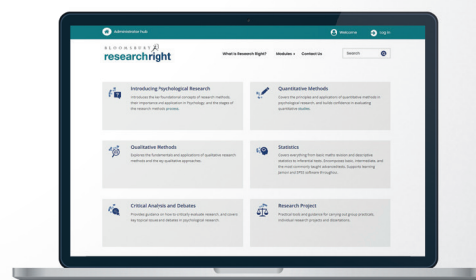 Administrator Hub
Welcome
Log in
BLOOMSBURY
researchright
What is Research Right?
Modules
Contact Us
Search
Introducing Psychological Research
Introduces the key foundational concepts of research methods,
their importance and application in Psychology, and the stages of
the research methods process.
Quantitative Methods
Covers the principles and applications of quantitative methods in
psychological research, and builds confidence in evaluating
quantitative studies.
Qualitative Methods
Explores the fundamentals and applications of qualitative research
methods and the key qualitative approaches.
Statistics
Covers everything from basic maths revision and descriptive
statistics to inferential tests. Encompasses basic, intermediate, and
the most commonly taught advanced tests. Supports learning
Jamovi and SPSS software throughout.
Critical Analysis and Debates
Provides guidance on how to critically evaluate research, and covers
key topical issues and debates in psychological research.
Research Project
Practical tools and guidance for carrying out group practicals,
individual research projects and dissertations.